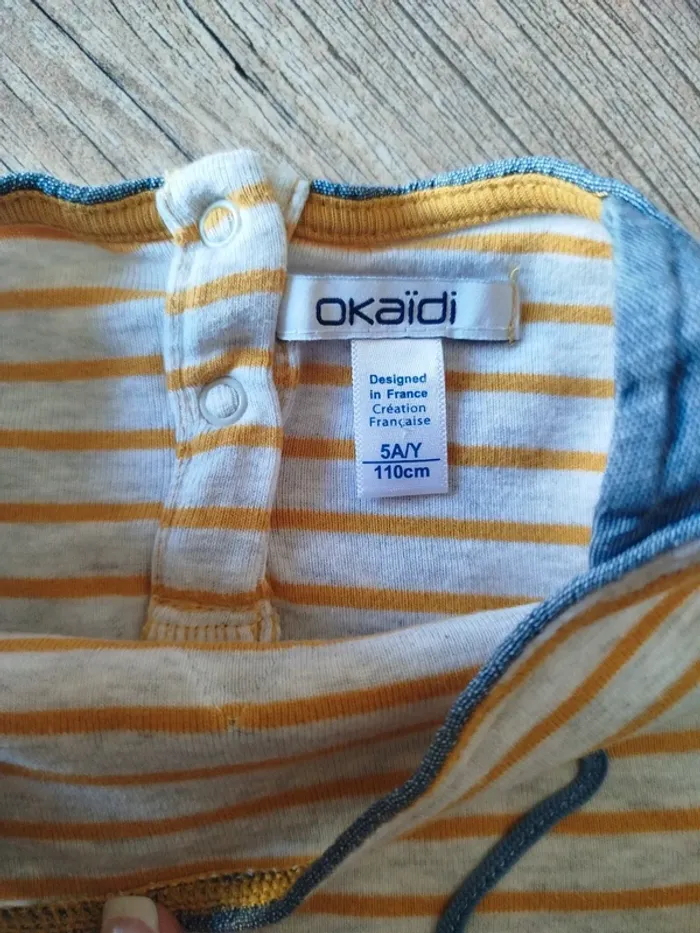 oKaïdi
Designed
in France
Création
Française
5A/Y
110cm